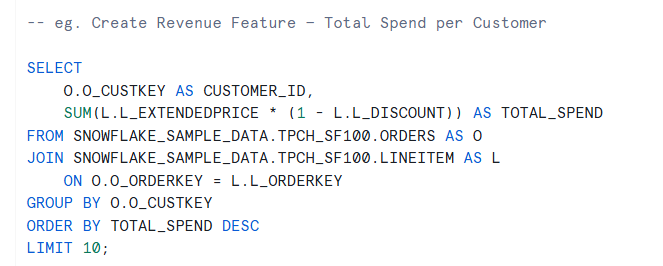 -- eg. Create Revenue Feature – Total Spend per Customer
SELECT
O.O_CUSTKEY AS CUSTOMER_ID,
SUM(L.L_EXTENDEDPRICE * (1 - L.L_DISCOUNT)) AS TOTAL_SPEND
FROM SNOWFLAKE_SAMPLE_DATA.TPCH_SF100.ORDERS AS O
JOIN SNOWFLAKE_SAMPLE_DATA.TPCH_SF100.LINEITEM AS L
ON O.O_ORDERKEY = L.L_ORDERKEY
GROUP BY O.O_CUSTKEY
ORDER BY TOTAL_SPEND DESC
LIMIT 10;